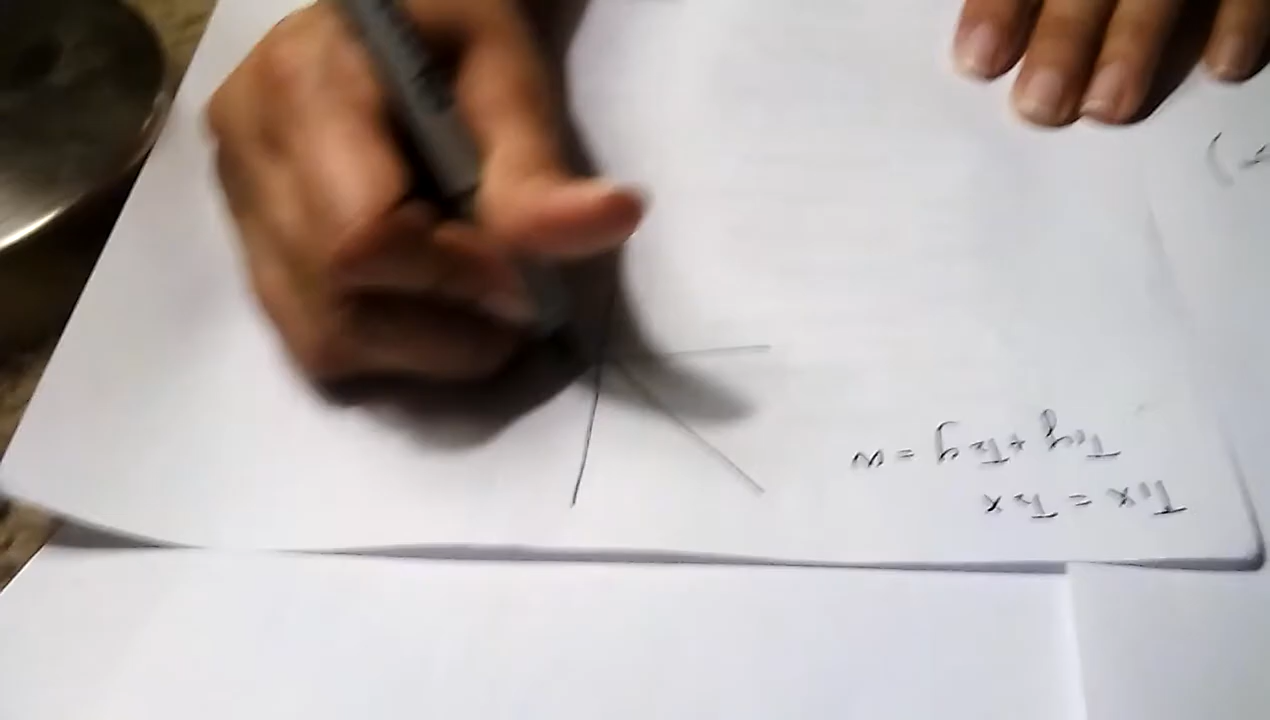 T₁x = T₂x
T₁y + T₂y = w